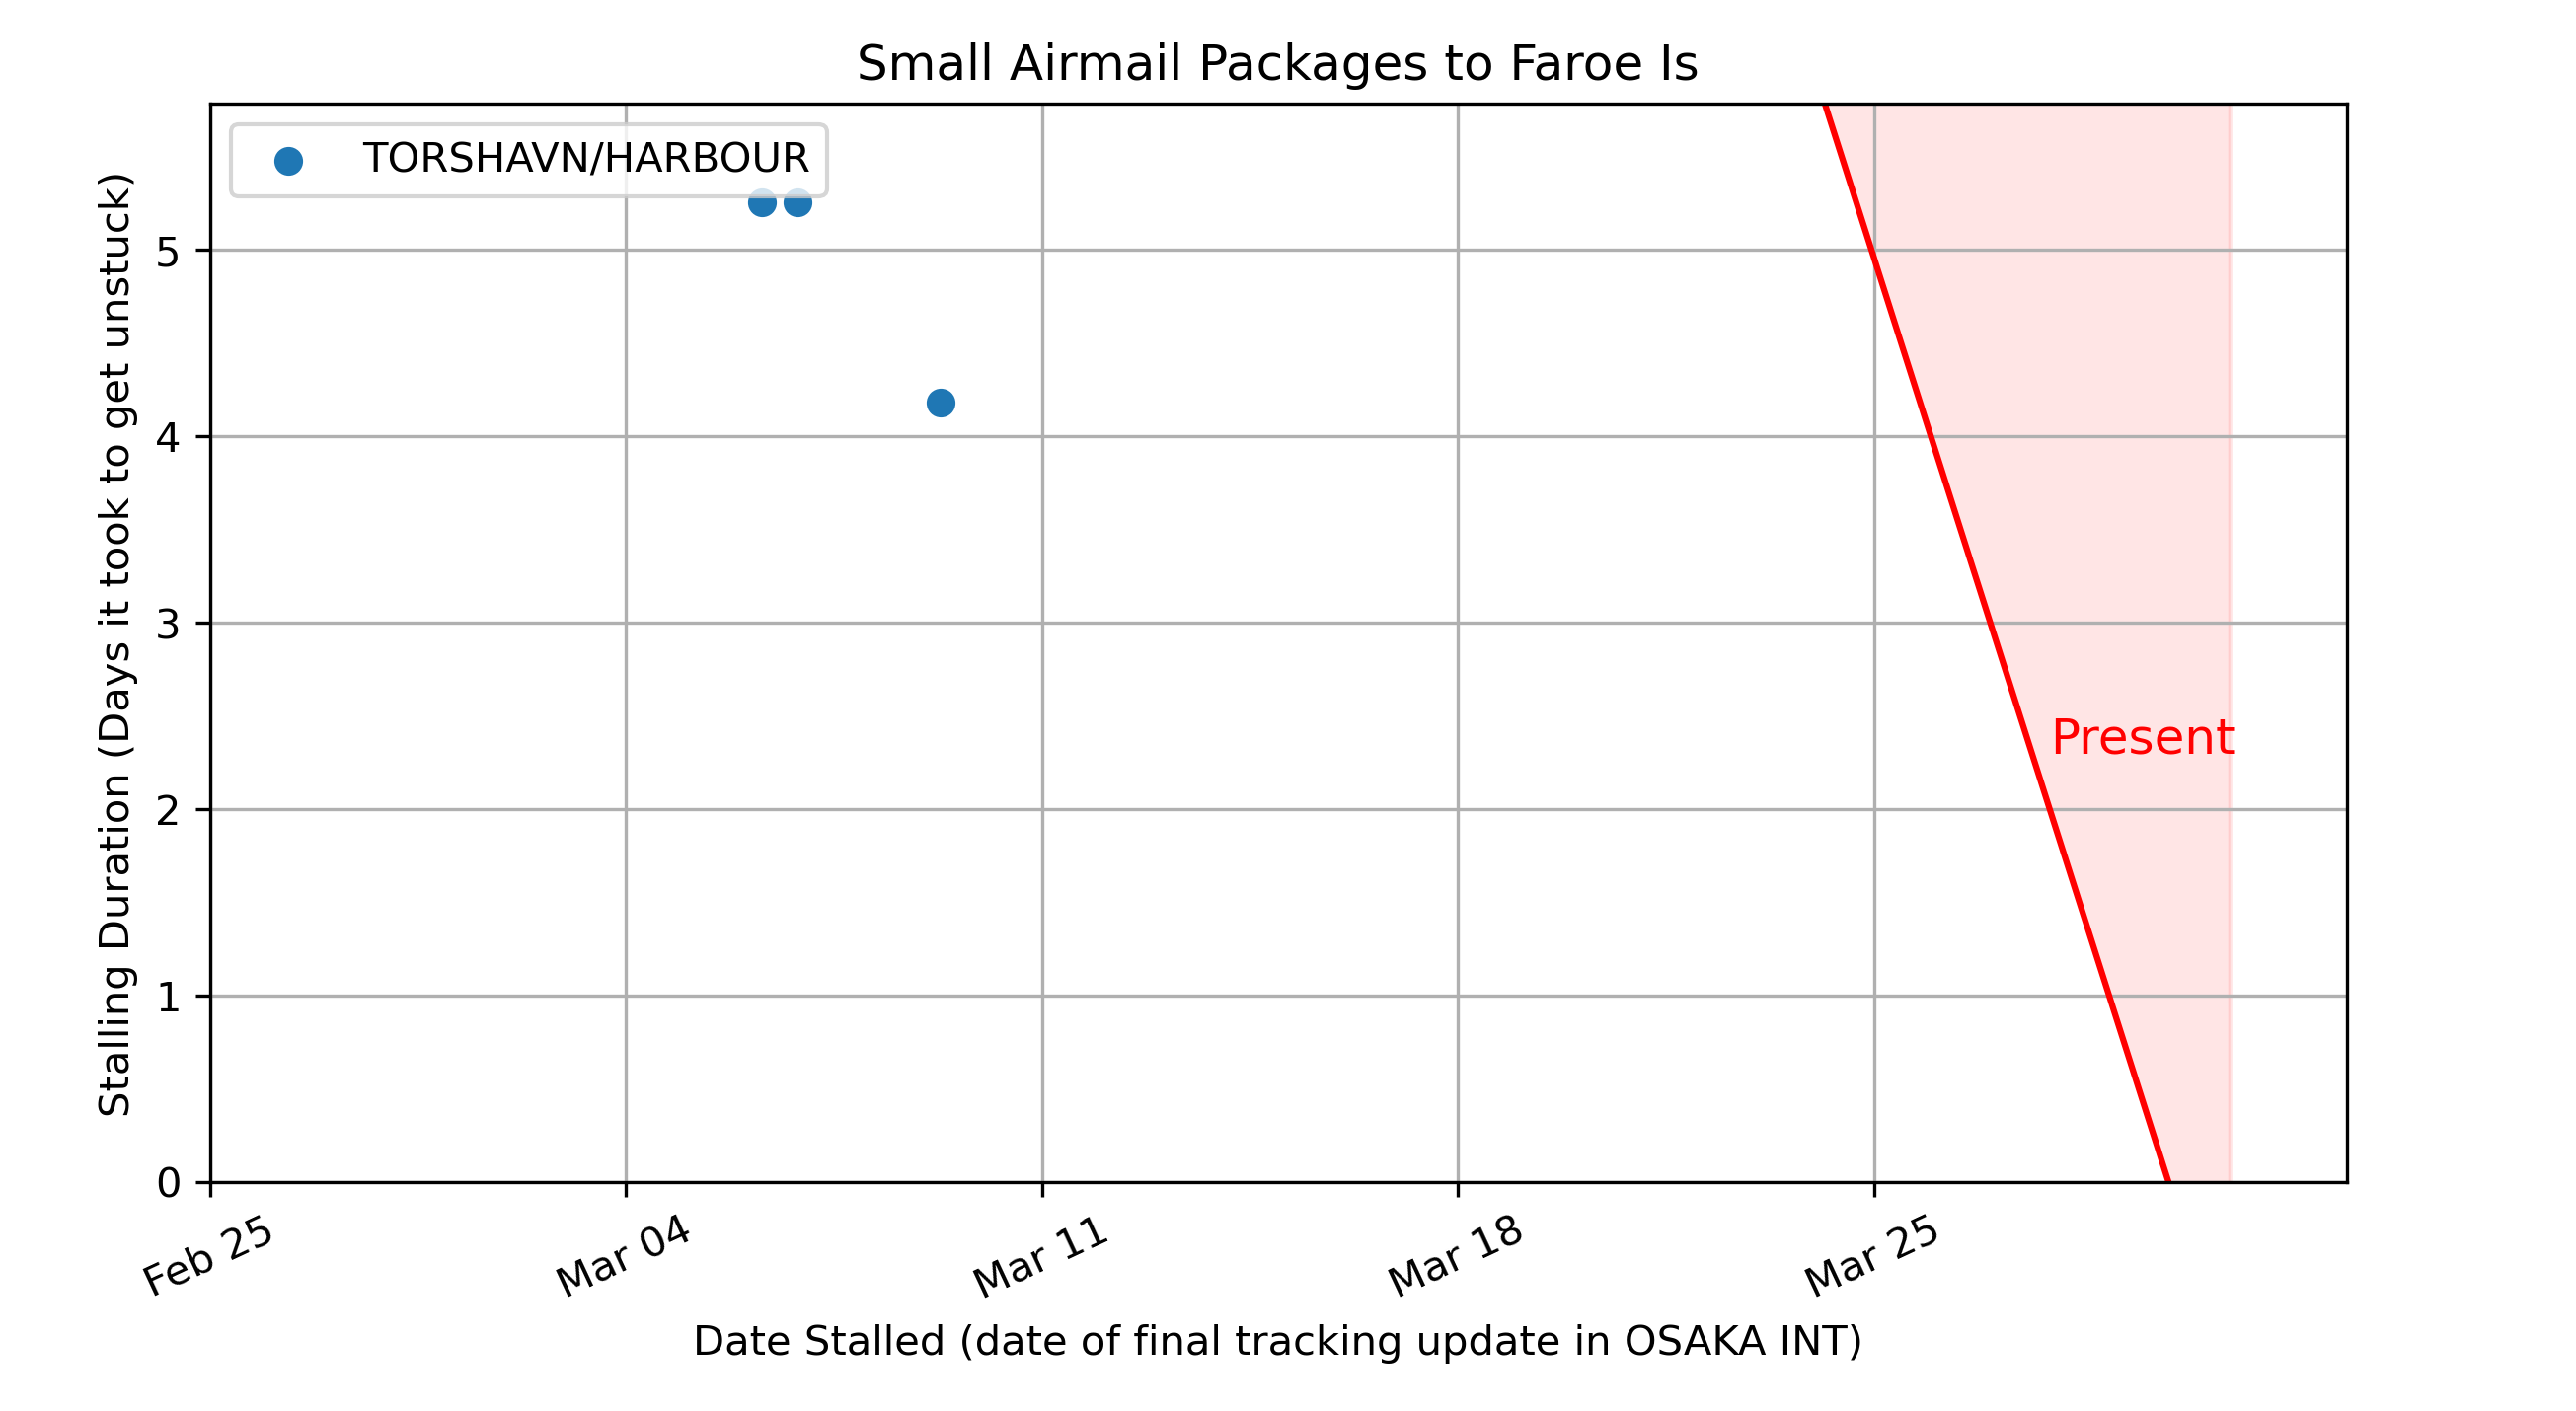 Small Airmail Packages to Faroe Is
TORSHAVN/HARBOUR
Stalling Duration (Days it took to get unstuck)
5
4
3
2
1
0
Present
Feb 25
Mar 04
Mar 11
Mar 18
Mar 25
Date Stalled (date of final tracking update in OSAKA INT)